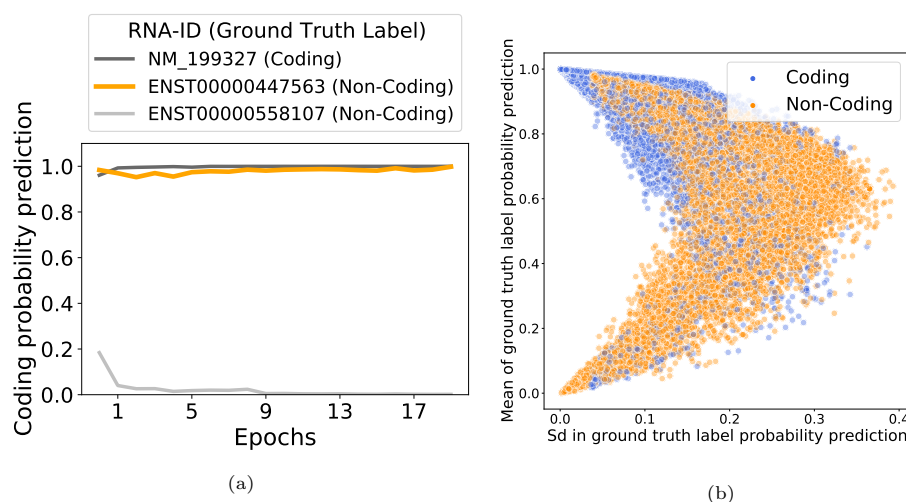 RNA-ID (Ground Truth Label)
NM_199327 (Coding)
ENST00000447563 (Non-Coding)
ENST00000558107 (Non-Coding)
Coding probability prediction
1.0
0.8
0.6
0.4
0.2
0.0
1 5 9 13 17
Epochs
(a)
Coding
Non-Coding
Mean of ground truth label probability prediction
1.0
0.8
0.6
0.4
0.2
0.0
0.0 0.1 0.2 0.3 0.4
Sd in ground truth label probability prediction
(b)